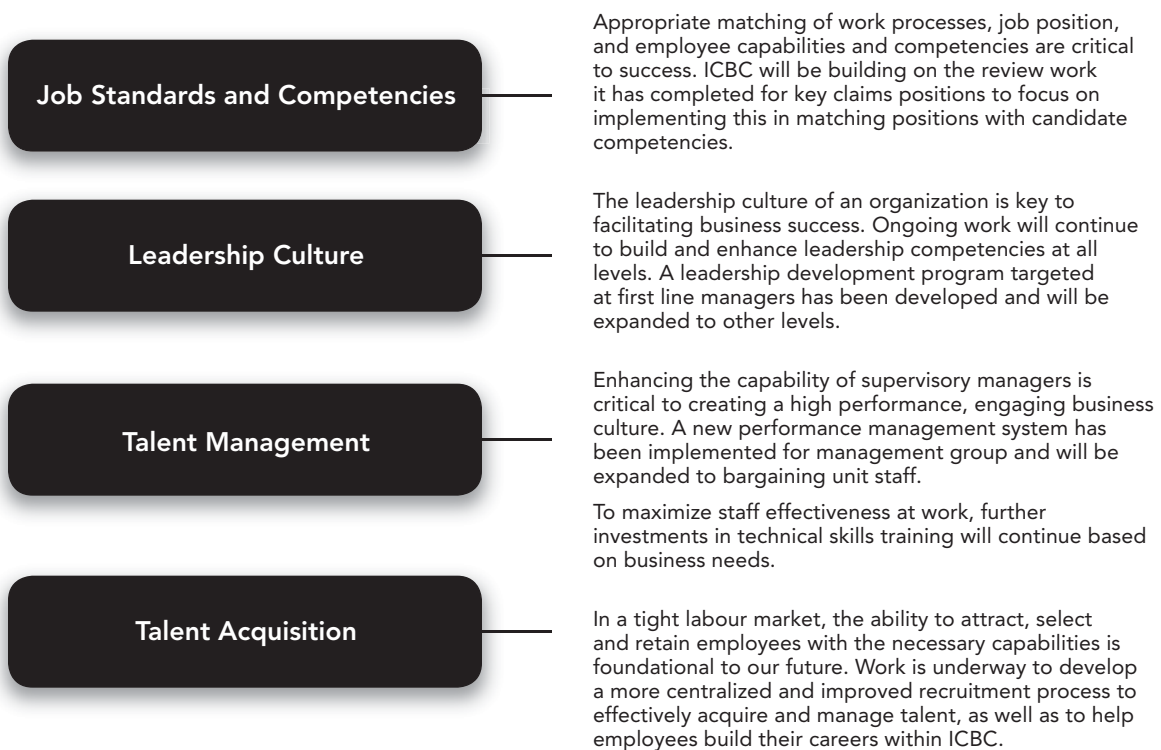 Job Standards and Competencies
Appropriate matching of work processes, job position,
and employee capabilities and competencies are critical
to success. ICBC will be building on the review work
it has completed for key claims positions to focus on
implementing this in matching positions with candidate
competencies.
Leadership Culture
The leadership culture of an organization is key to
facilitating business success. Ongoing work will continue
to build and enhance leadership competencies at all
levels. A leadership development program targeted
at first line managers has been developed and will be
expanded to other levels.
Talent Management
Enhancing the capability of supervisory managers is
critical to creating a high performance, engaging business
culture. A new performance management system has
been implemented for management group and will be
expanded to bargaining unit staff.
To maximize staff effectiveness at work, further
investments in technical skills training will continue based
on business needs.
Talent Acquisition
In a tight labour market, the ability to attract, select
and retain employees with the necessary capabilities is
foundational to our future. Work is underway to develop
a more centralized and improved recruitment process to
effectively acquire and manage talent, as well as to help
employees build their careers within ICBC.